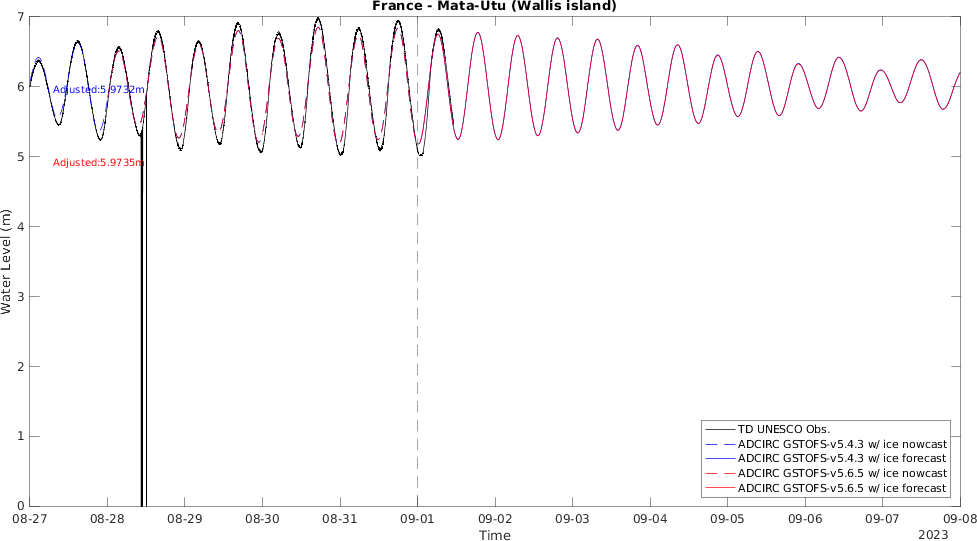 France - Mata-Utu (Wallis island)
7
6
5
4
3
2
1
0
Water Level (m)
Adjusted:5.9732m
Adjusted:5.9735m
TD UNESCO Obs.
ADCIRC GSTOFS-v5.4.3 w/ ice nowcast
ADCIRC GSTOFS-v5.4.3 w/ ice forecast
ADCIRC GSTOFS-v5.6.5 w/ ice nowcast
ADCIRC GSTOFS-v5.6.5 w/ ice forecast
08-27 08-28 08-29 08-30 08-31 09-01 09-02 09-03 09-04 09-05 09-06 09-07 09-08
Time
2023